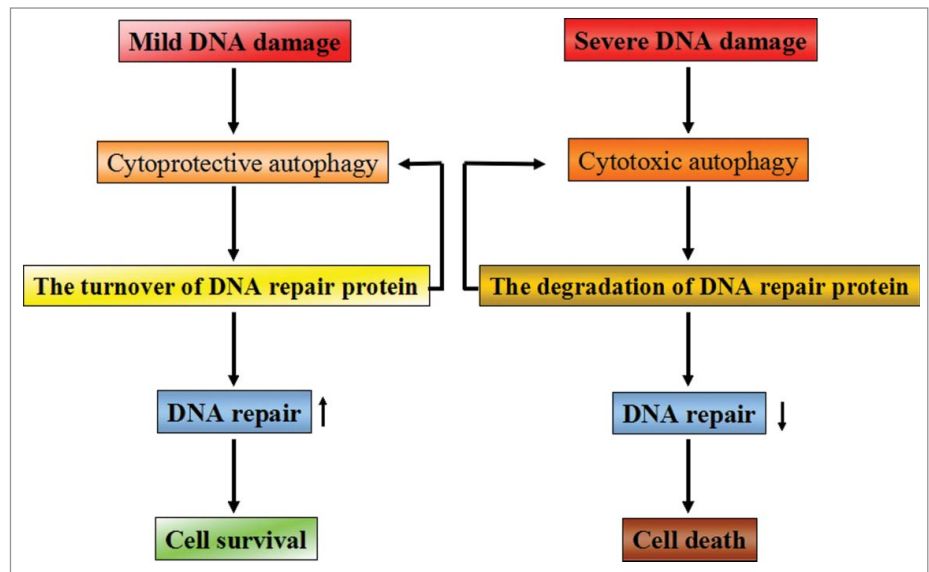 Mild DNA damage
Cytoprotective autophagy
The turnover of DNA repair protein
DNA repair
Cell survival
Severe DNA damage
Cytotoxic autophagy
The degradation of DNA repair protein
DNA repair
Cell death